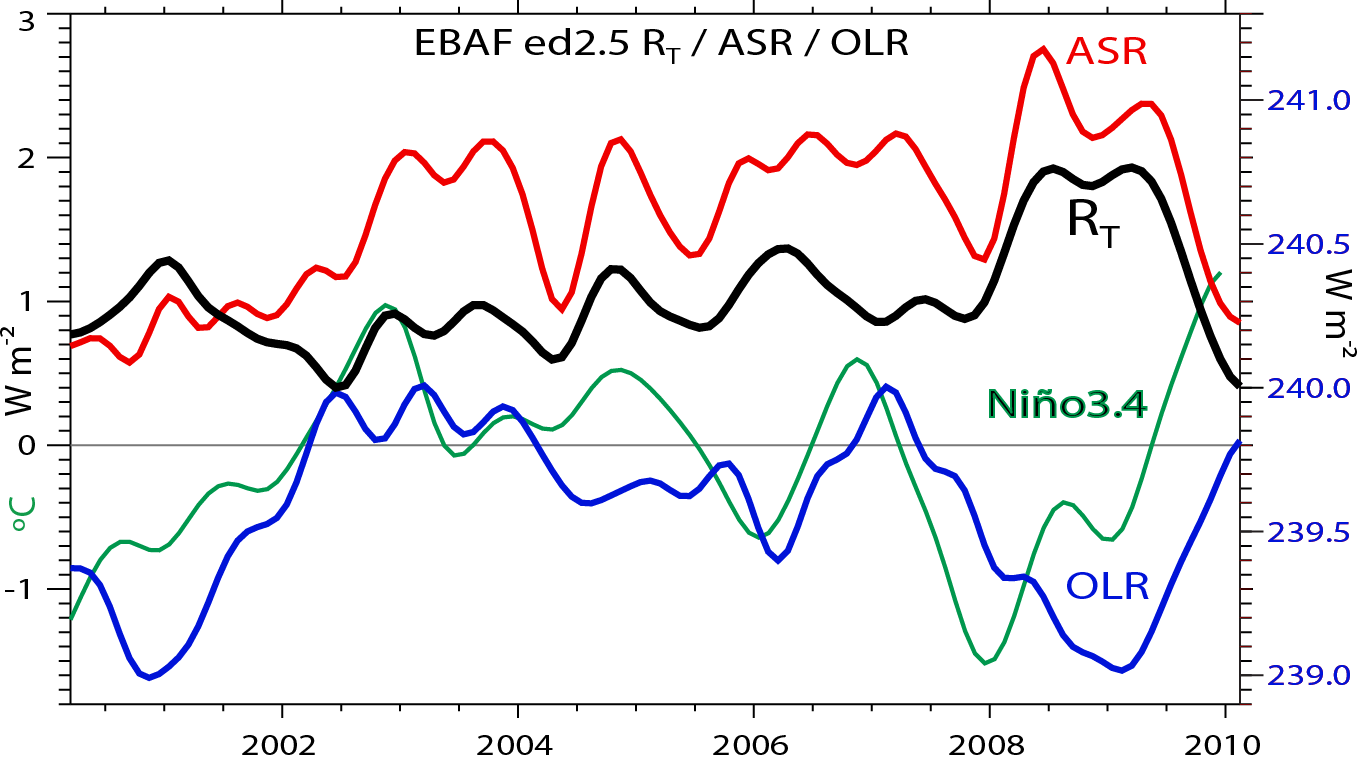 EBAF ed2.5 R_T / ASR / OLR
3
2
1
0
-1
W m⁻²
°C
ASR
R_T
Niño3.4
OLR
241.0
240.5
240.0
239.5
239.0
W m⁻²
2002
2004
2006
2008
2010